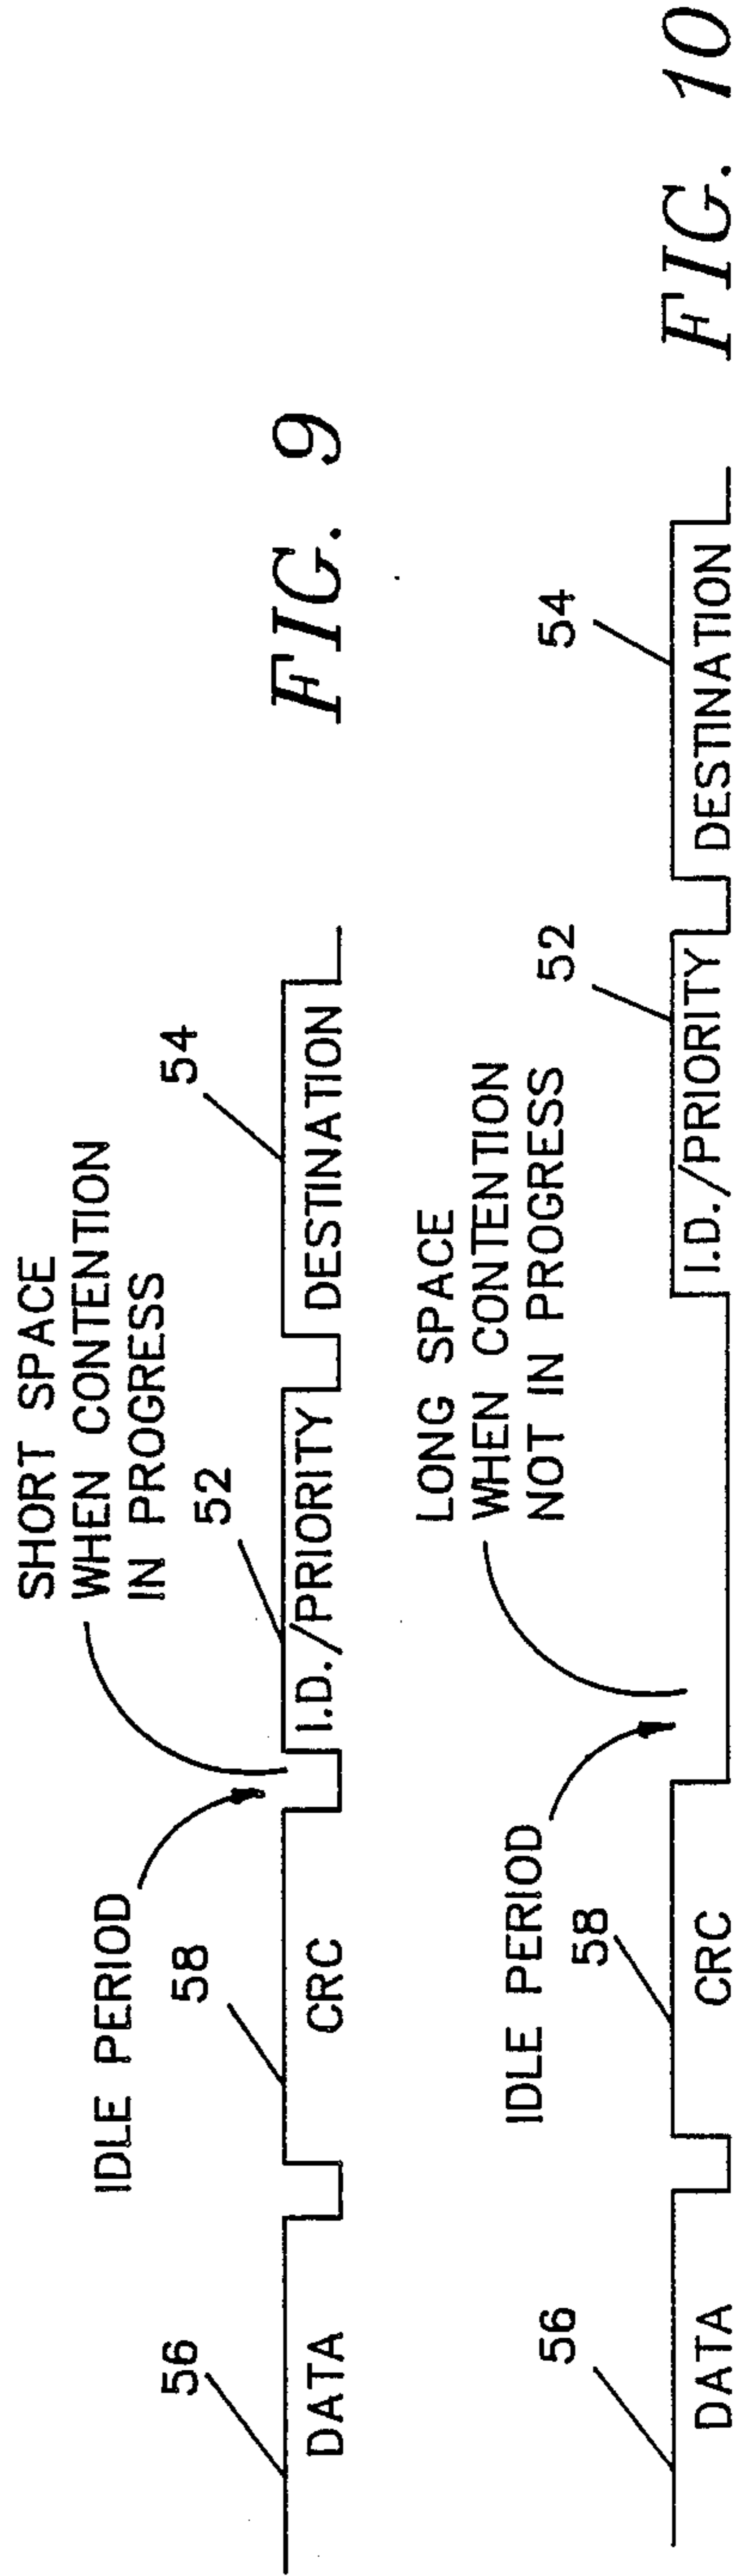 SHORT SPACE
WHEN CONTENTION
IN PROGRESS
IDLE PERIOD
56
58
52
54
DATA
CRC
I.D./PRIORITY
DESTINATION
FIG. 9
LONG SPACE
WHEN CONTENTION
NOT IN PROGRESS
IDLE PERIOD
56
58
52
54
DATA
CRC
I.D./PRIORITY
DESTINATION
FIG. 10